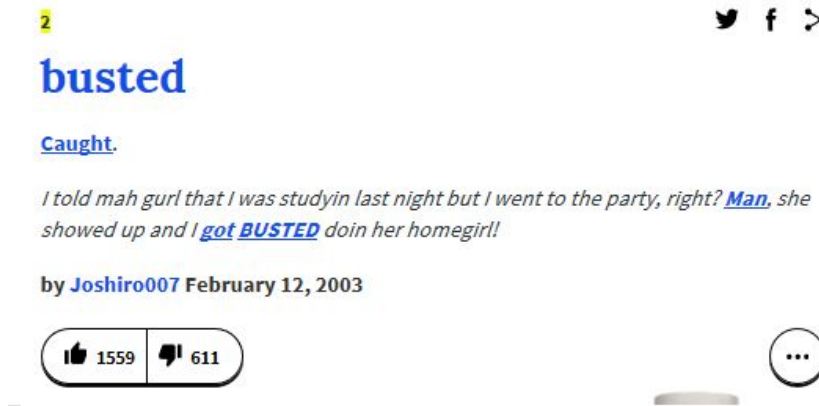 2
busted
Caught.
I told mah gurl that I was studyin last night but I went to the party, right? Man, she
showed up and I got BUSTED doin her homegirl!
by Joshiro007 February 12, 2003
1559 611